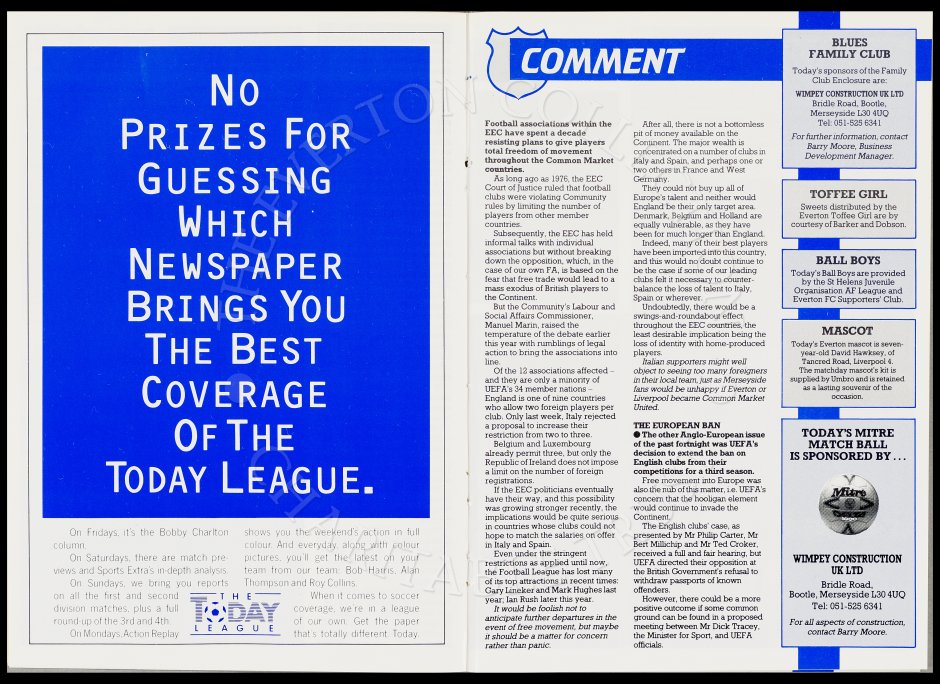 No
Prizes For
Guessing
Which
Newspaper
Brings You
The Best
Coverage
Of The
Today League.
On Fridays, it's the Bobby Charlton
column.
On Saturdays, there are match pre-
views and Sports Extra's in-depth analysis.
On Sundays, we bring you reports
on all the first and second
division matches, plus a full
round-up of the 3rd and 4th.
On Mondays, Action Replay
shows you the weekend's action in full
colour. And everyday, along with colour
pictures, you'll get the latest on your
team from our team: Bob Harris, Alan
Thompson and Roy Collins.
When it comes to soccer
coverage, we're in a league
of our own. Get the paper
that's totally different. Today.
THE
TODAY
LEAGUE
COMMENT
Football associations within the
EEC have spent a decade
resisting plans to give players
total freedom of movement
throughout the Common Market
countries.
As long ago as 1976, the EEC
Court of Justice ruled that football
clubs were violating Community
rules by limiting the number of
players from other member
countries.
Subsequently, the EEC has held
informal talks with individual
associations but without breaking
down the opposition, which, in the
case of our own FA, is based on the
fear that free trade would lead to a
mass exodus of British players to
the Continent.
But the Community's Labour and
Social Affairs Commissioner,
Manuel Marin, raised the
temperature of the debate earlier
this year with rumblings of legal
action to bring the associations into
line.
Of the 12 associations affected –
and they are only a minority of
UEFA's 34 member nations –
England is one of nine countries
who allow two foreign players per
club. Only last week, Italy rejected
a proposal to increase their
restriction from two to three.
Belgium and Luxembourg
already permit three, but only the
Republic of Ireland does not impose
a limit on the number of foreign
registrations.
If the EEC politicians eventually
have their way, and this possibility
was growing stronger recently, the
implications would be quite serious
in countries whose clubs could not
hope to match the salaries on offer
in Italy and Spain.
Even under the stringent
restrictions as applied until now,
the Football League has lost many
of its top attractions in recent times:
Gary Lineker and Mark Hughes last
year; Ian Rush later this year.
It would be foolish not to
anticipate further departures in the
event of free movement, but maybe
it should be a matter for concern
rather than panic.
After all, there is not a bottomless
pit of money available on the
Continent. The major wealth is
concentrated on a number of clubs in
Italy and Spain, and perhaps one or
two others in France and West
Germany.
They could not buy up all of
Europe's talent and neither would
England be their only target area.
Denmark, Belgium and Holland are
equally vulnerable, as they have
been for much longer than England.
Indeed, many of their best players
have been imported into this country,
and this would no doubt continue to
be the case if some of our leading
clubs felt it necessary to counter-
balance the loss of talent to Italy,
Spain or wherever.
Undoubtedly, there would be a
swings-and-roundabout effect
throughout the EEC countries, the
least desirable implication being the
loss of identity with home-produced
players.
Italian supporters might well
object to seeing too many foreigners
in their local team, just as Merseyside
fans would be unhappy if Everton or
Liverpool became Common Market
United.
THE EUROPEAN BAN
● The other Anglo-European issue
of the past fortnight was UEFA's
decision to extend the ban on
English clubs from their
competitions for a third season.
Free movement into Europe was
also the nub of this matter, i.e. UEFA's
concern that the hooligan element
would continue to invade the
Continent.
The English clubs' case, as
presented by Mr Philip Carter, Mr
Bert Millichip and Mr Ted Croker,
received a full and fair hearing, but
UEFA directed their opposition at
the British Government's refusal to
withdraw passports of known
offenders.
However, there could be a more
positive outcome if some common
ground can be found in a proposed
meeting between Mr Dick Tracey,
the Minister for Sport, and UEFA
officials.
BLUES
FAMILY CLUB
Today's sponsors of the Family
Club Enclosure are:
WIMPEY CONSTRUCTION UK LTD
Bridle Road, Bootle,
Merseyside L30 4UQ
Tel: 051-525 6341
For further information, contact
Barry Moore, Business
Development Manager.
TOFFEE GIRL
Sweets distributed by the
Everton Toffee Girl are by
courtesy of Barker and Dobson.
BALL BOYS
Today's Ball Boys are provided
by the St Helens Juvenile
Organisation AF League and
Everton FC Supporters' Club.
MASCOT
Today's Everton mascot is seven-
year-old David Hawksey, of
Tancred Road, Liverpool 4.
The matchday mascot's kit is
supplied by Umbro and is retained
as a lasting souvenir of the
occasion.
TODAY'S MITRE
MATCH BALL
IS SPONSORED BY . . .
Mitre
WIMPEY CONSTRUCTION
UK LTD
Bridle Road,
Bootle, Merseyside L30 4UQ
Tel: 051-525 6341
For all aspects of construction,
contact Barry Moore.